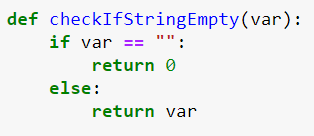 def checkIfStringEmpty(var):
    if var == "":
        return 0
    else:
        return var